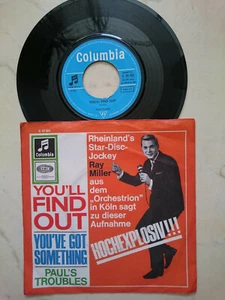 Columbia
Columbia
Rheinland's
Star-Disc-
Jockey
Ray
Miller
aus
dem
„Orchestrion"
in Köln sagt
zu dieser
Aufnahme
HOCHEXPLOSIV!!!
YOU'LL
FIND
OUT
YOU'VE GOT
SOMETHING
PAUL'S
TROUBLES